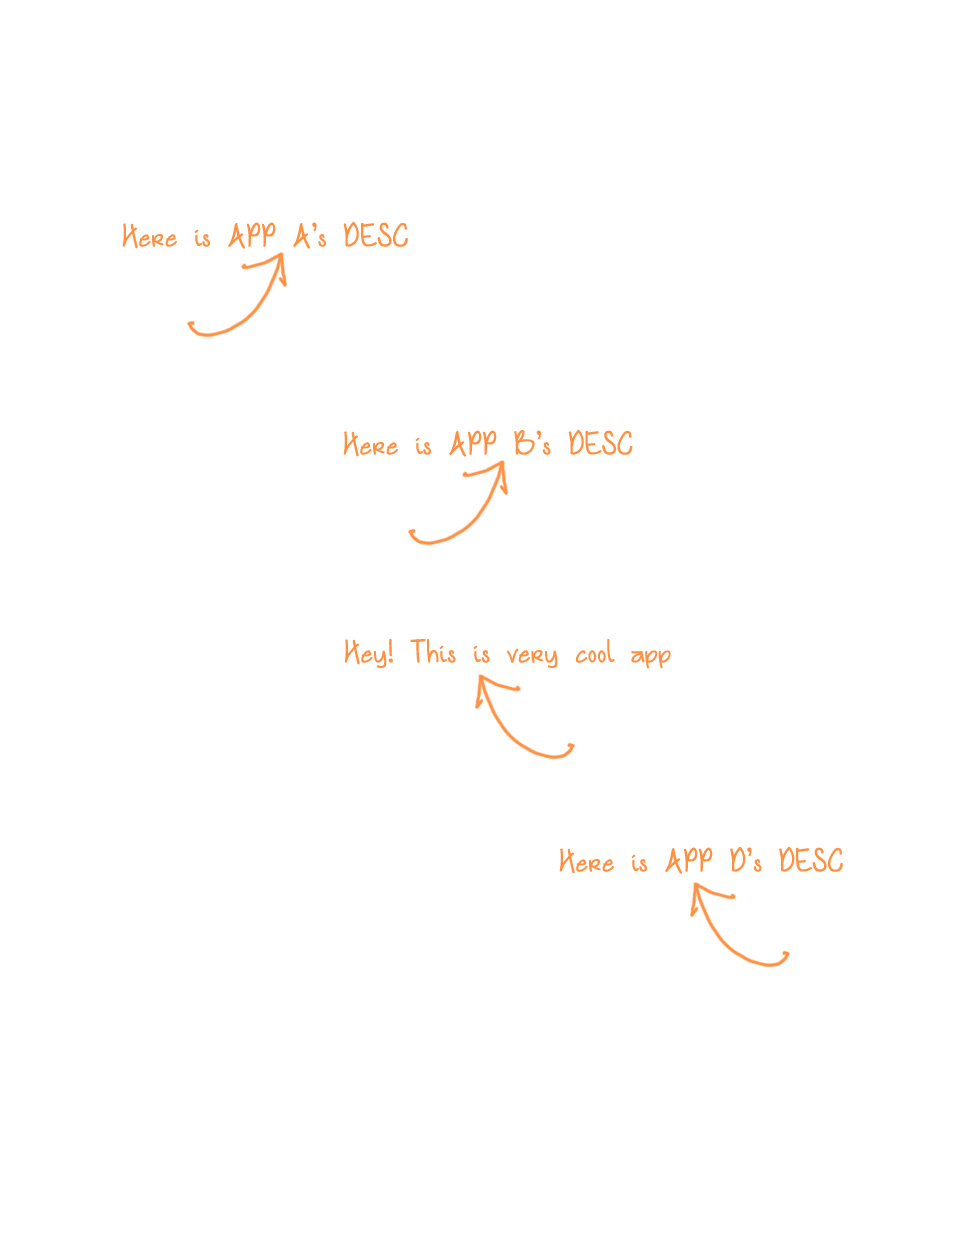 Here is APP A's DESC
Here is APP B's DESC
Hey! This is very cool app
Here is APP D's DESC